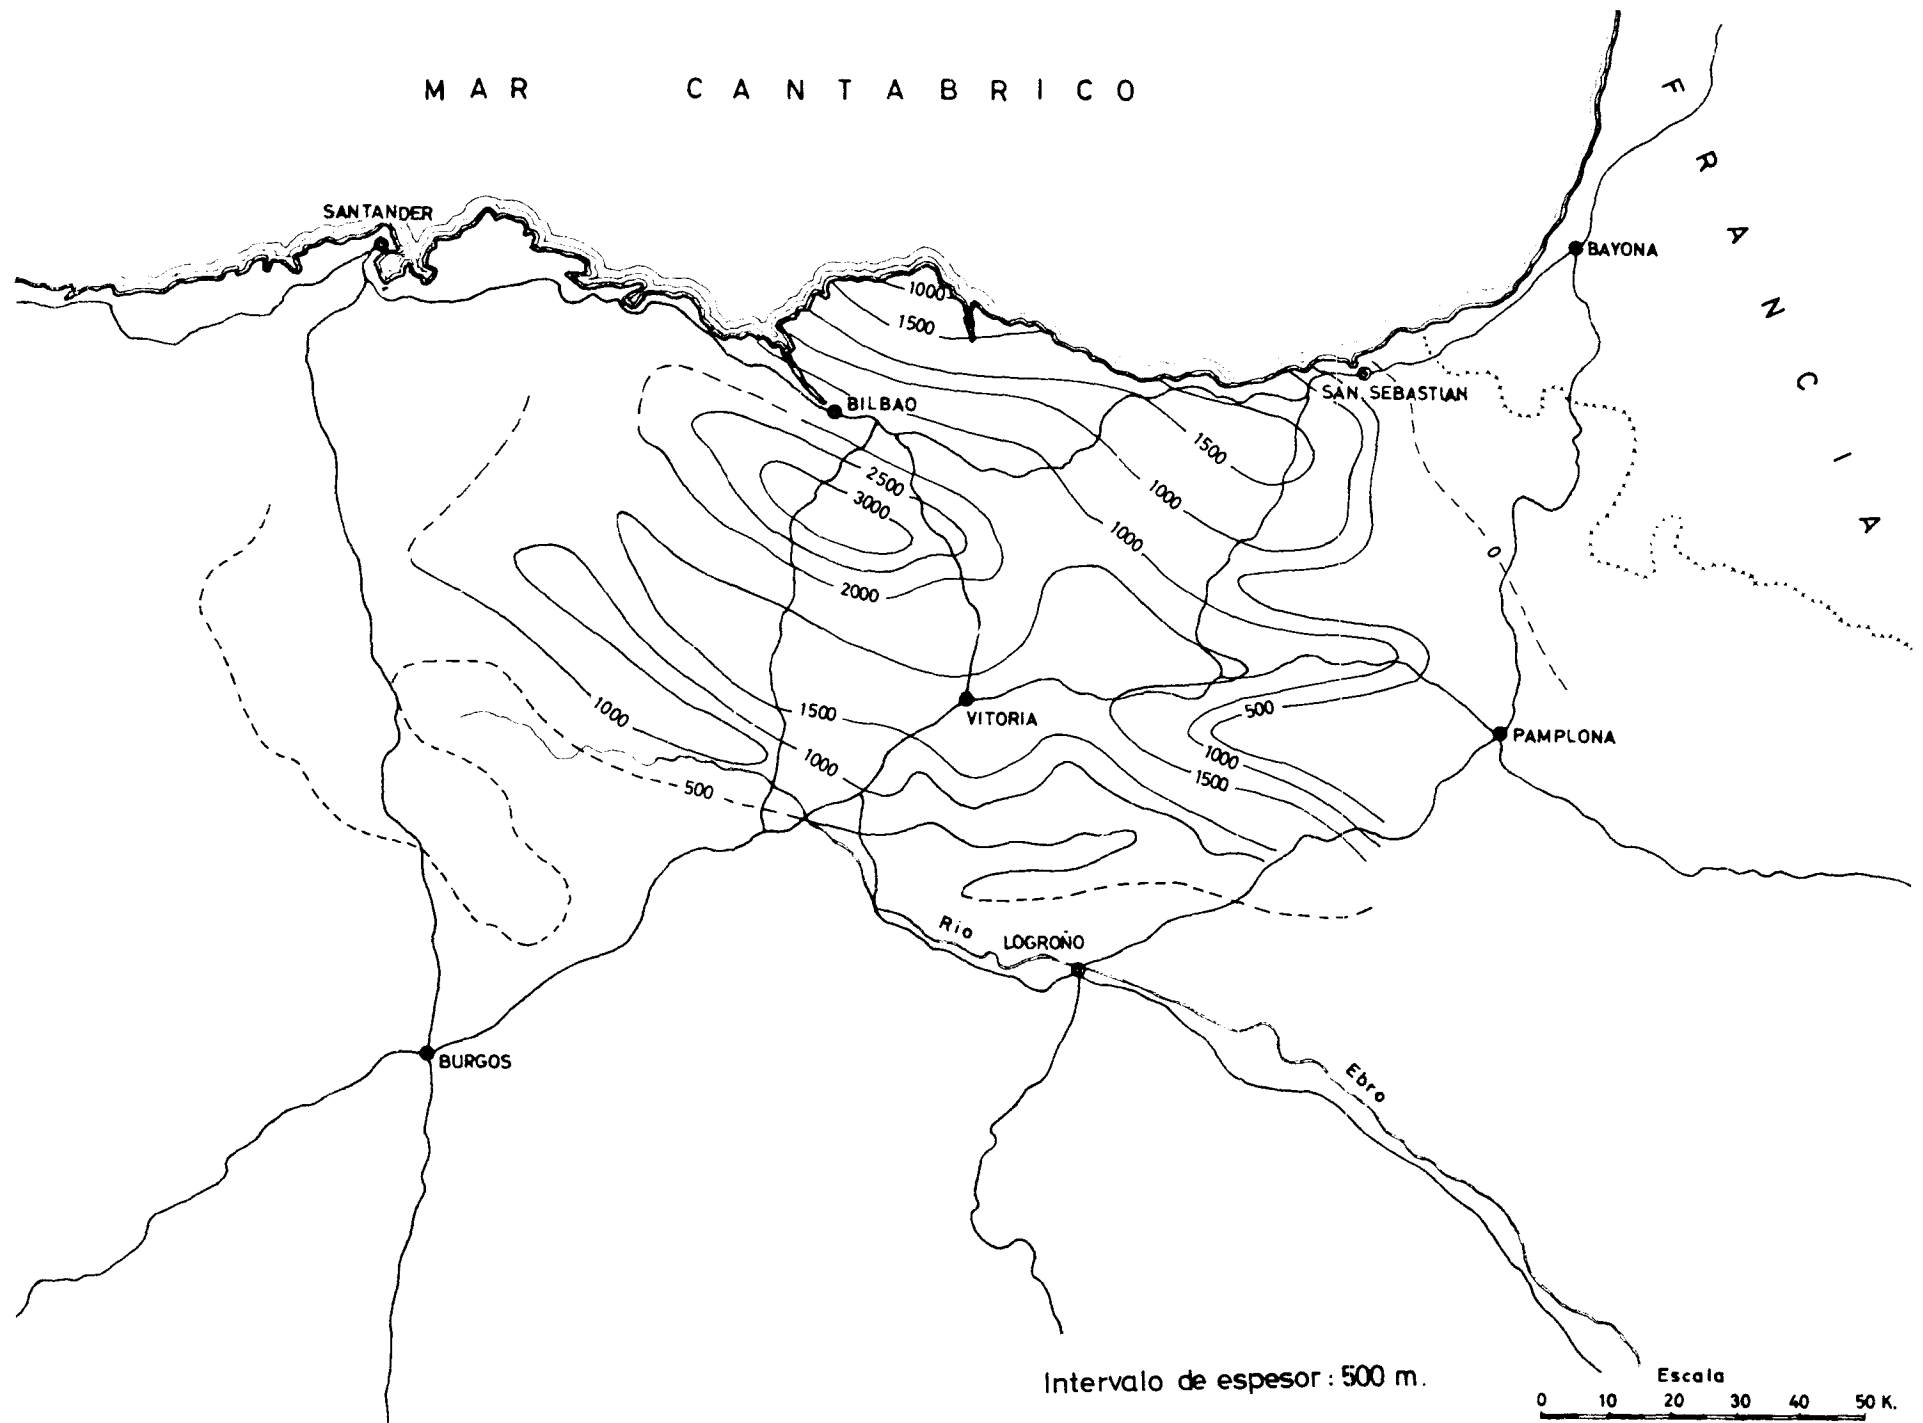 MAR CANTABRICO
FRANCIA
SANTANDER
BAYONA
1000
1500
SAN SEBASTIAN
BILBAO
1500
2500
1000
3000
1000
0
2000
1000
1500
VITORIA
500
PAMPLONA
1000
1000
1500
500
Rio
LOGROÑO
BURGOS
Ebro
Intervalo de espesor : 500 m.
Escala
0 10 20 30 40 50 K.